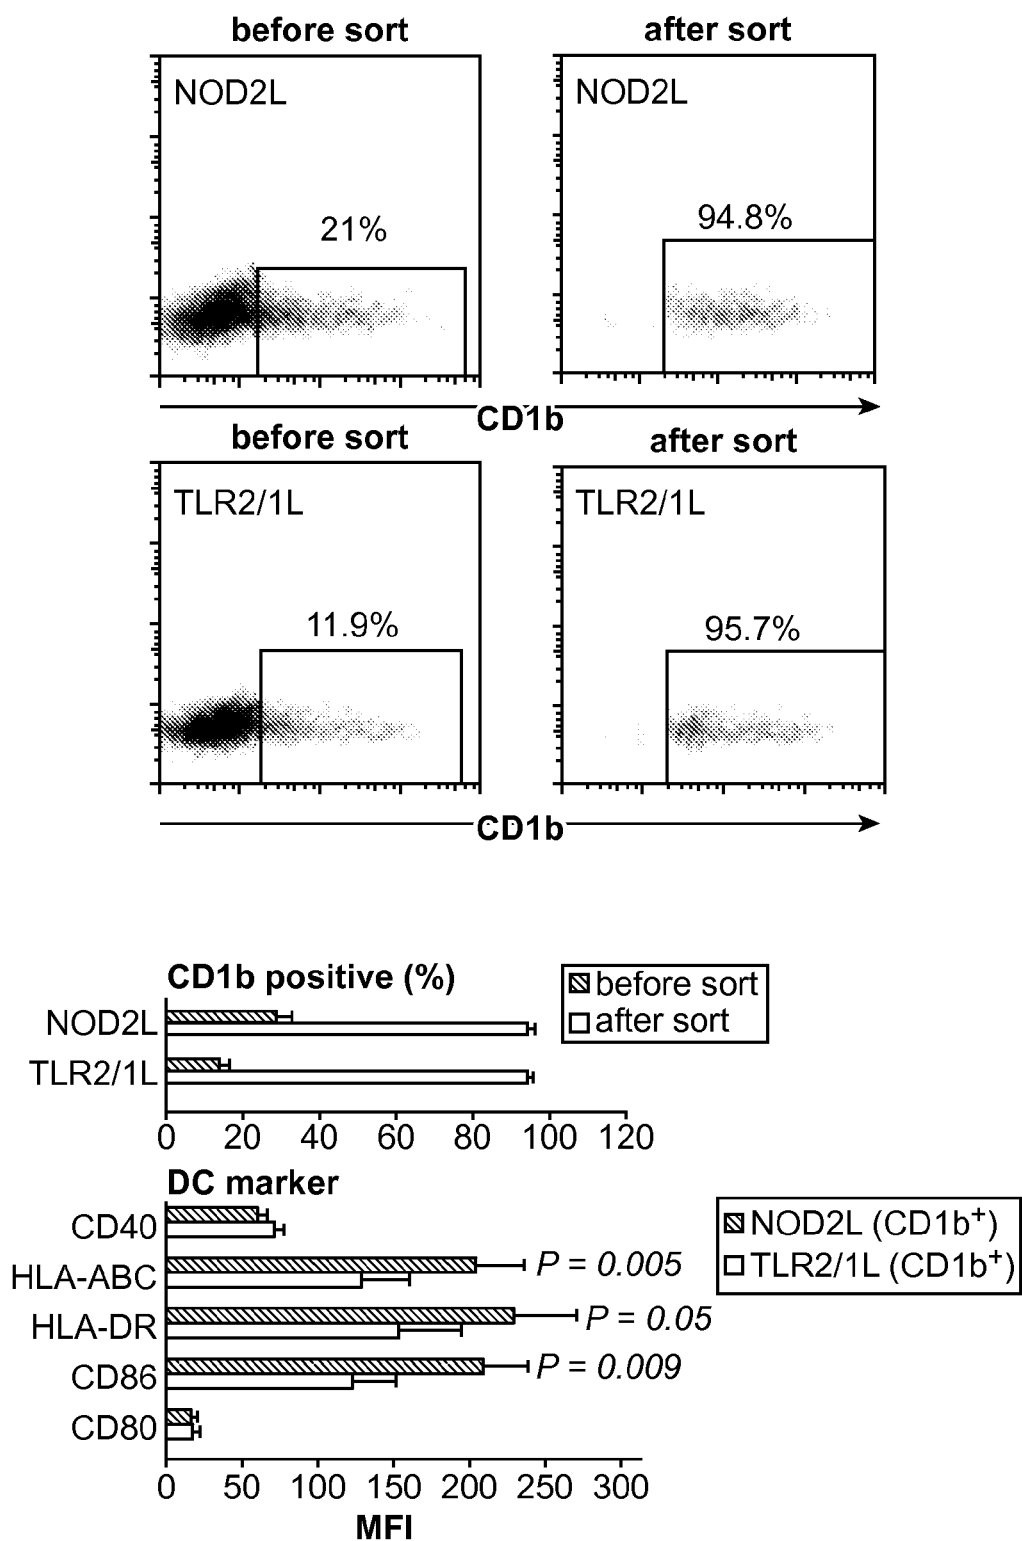 before sort after sort
NOD2L NOD2L
21% 94.8%
CD1b
before sort after sort
TLR2/1L TLR2/1L
11.9% 95.7%
CD1b
CD1b positive (%)
before sort
after sort
NOD2L
TLR2/1L
0 20 40 60 80 100 120
DC marker
NOD2L (CD1b⁺)
TLR2/1L (CD1b⁺)
CD40
HLA-ABC P = 0.005
HLA-DR P = 0.05
CD86 P = 0.009
CD80
0 50 100 150 200 250 300
MFI